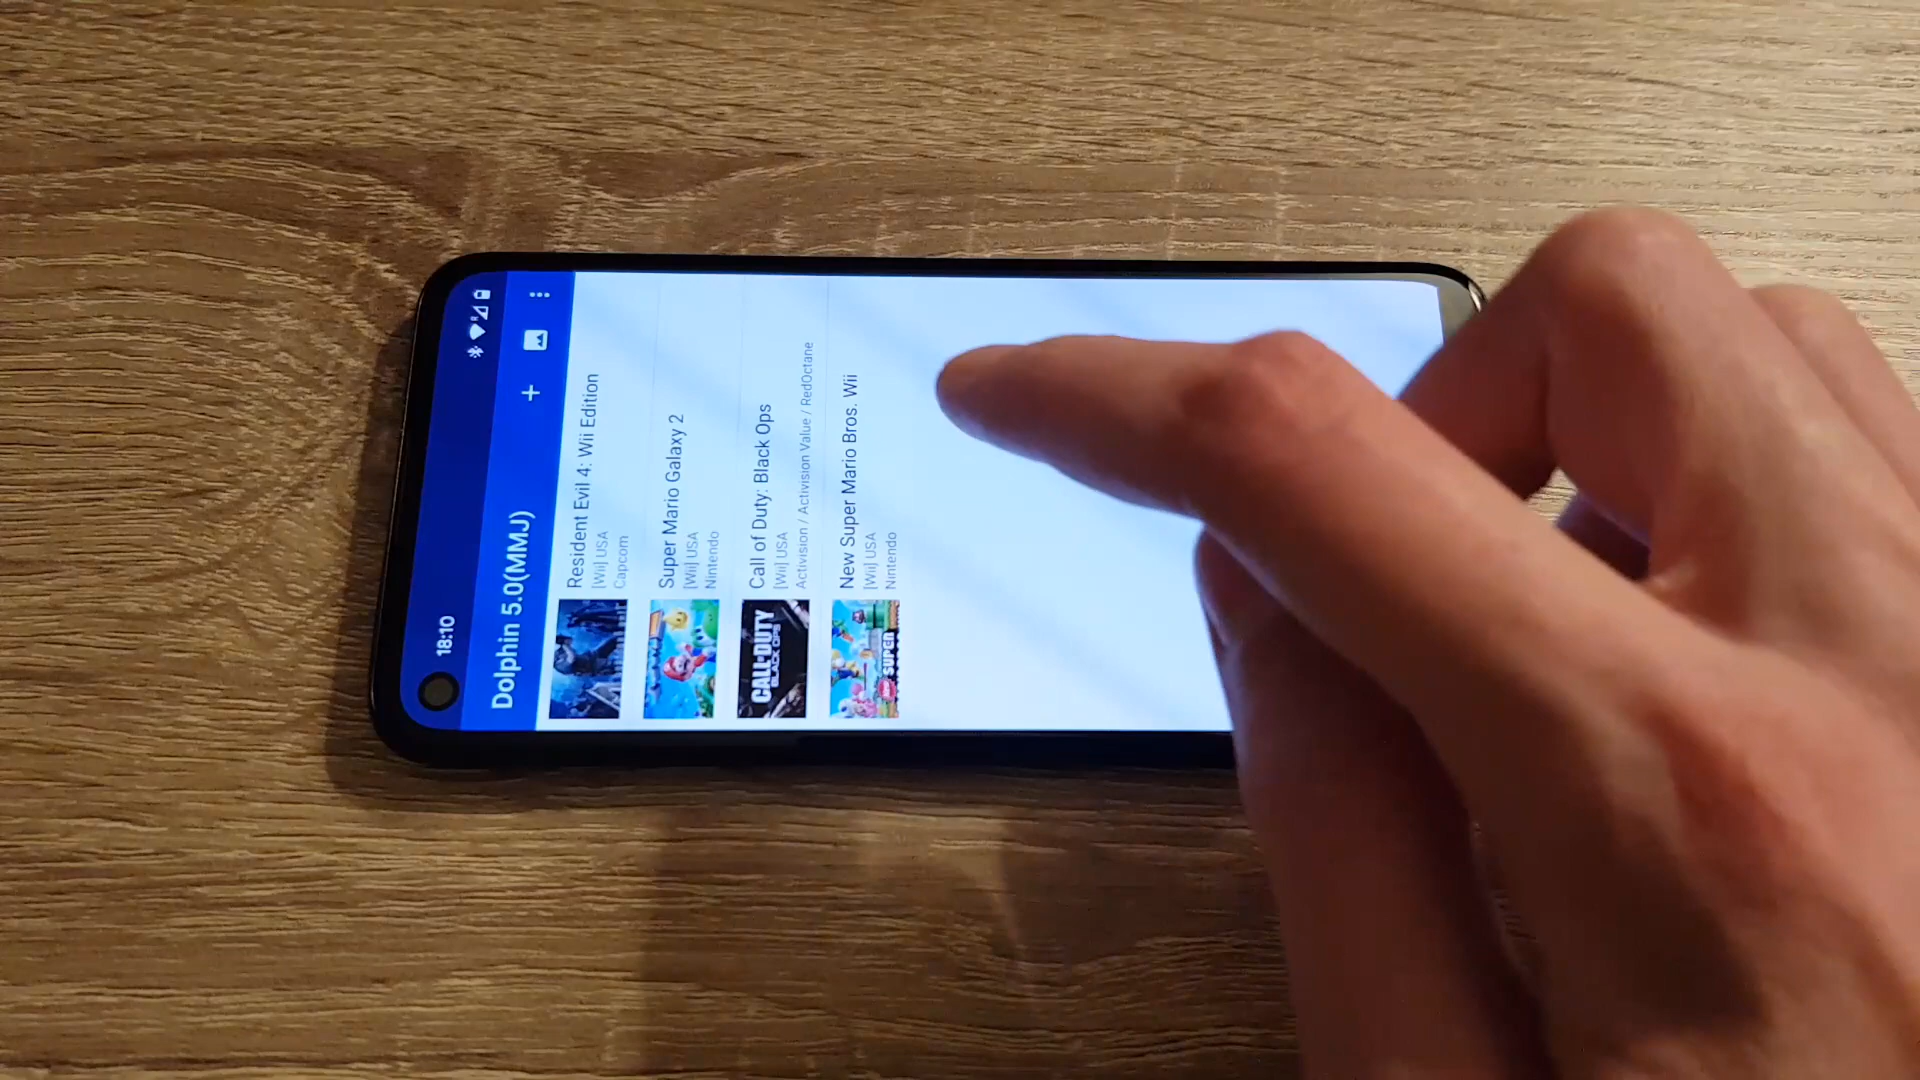 18:10
R
Dolphin 5.0(MMJ)
Resident Evil 4: Wii Edition
[Wii] USA
Capcom
Super Mario Galaxy 2
[Wii] USA
Nintendo
CALL·DUTY
BLACK OPS
Call of Duty: Black Ops
[Wii] USA
Activision / Activision Value / RedOctane
SUPER
New Super Mario Bros. Wii
[Wii] USA
Nintendo